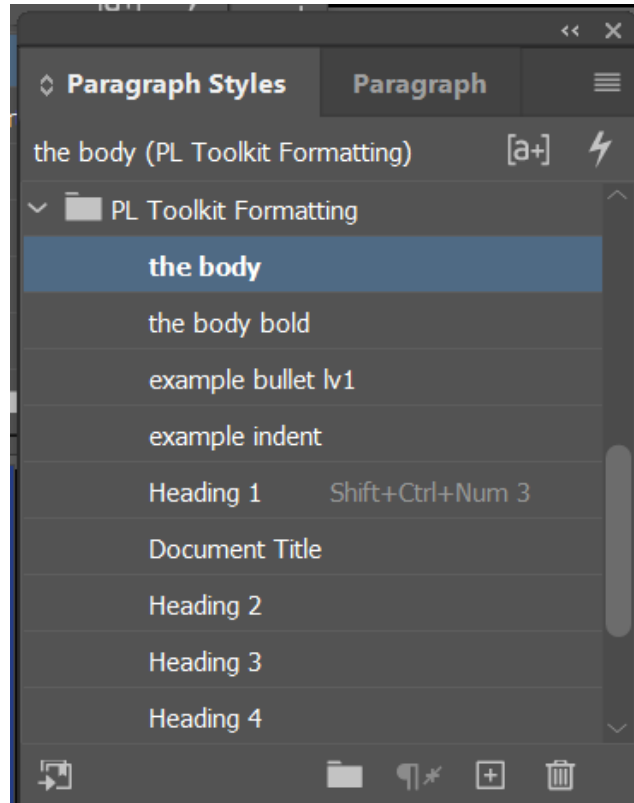 Paragraph Styles Paragraph
the body (PL Toolkit Formatting) [a+]
PL Toolkit Formatting
the body
the body bold
example bullet lv1
example indent
Heading 1 Shift+Ctrl+Num 3
Document Title
Heading 2
Heading 3
Heading 4